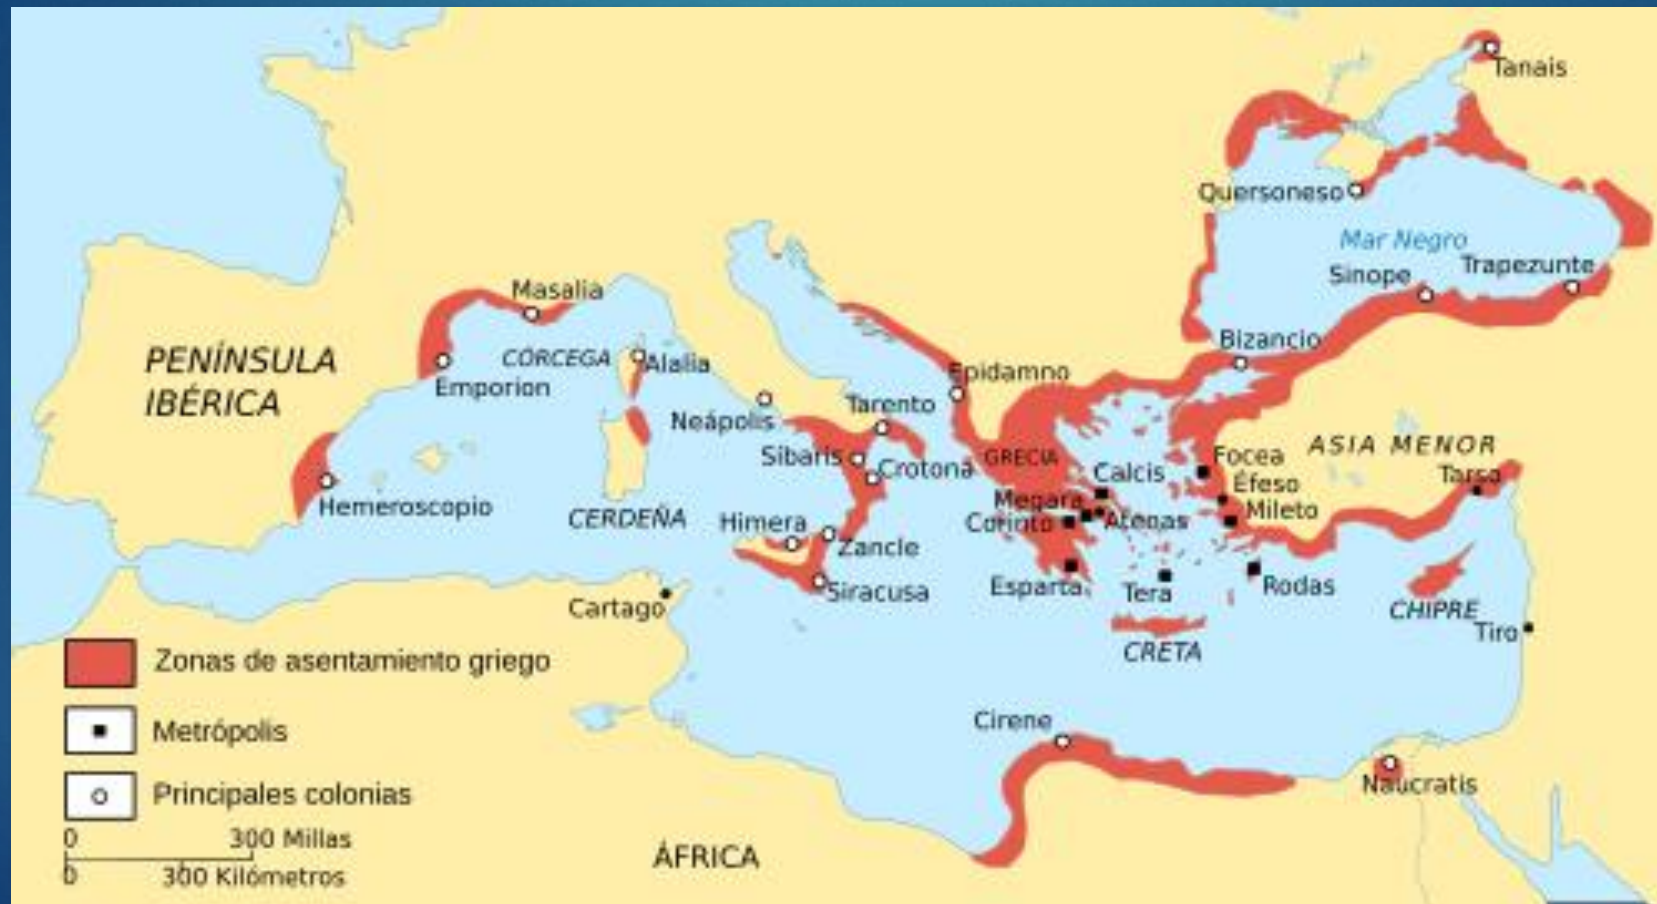 Tanais
Quersoneso
Mar Negro
Sinope
Trapezunte
Masalia
Bizancio
PENÍNSULA
IBÉRICA
CÓRCEGA
Alalia
Emporion
Epidamno
Neápolis
Tarento
ASIA MENOR
Sibaris
Crotona
GRECIA
Calcis
Focea
Tarso
Éfeso
Hemeroscopio
CERDEÑA
Himera
Zancle
Megara
Corinto
Atenas
Mileto
Siracusa
Esparta
Tera
Rodas
Cartago
CHIPRE
Tiro
CRETA
Zonas de asentamiento griego
Metrópolis
Cirene
Naucratis
Principales colonias
0 300 Millas
0 300 Kilómetros
ÁFRICA